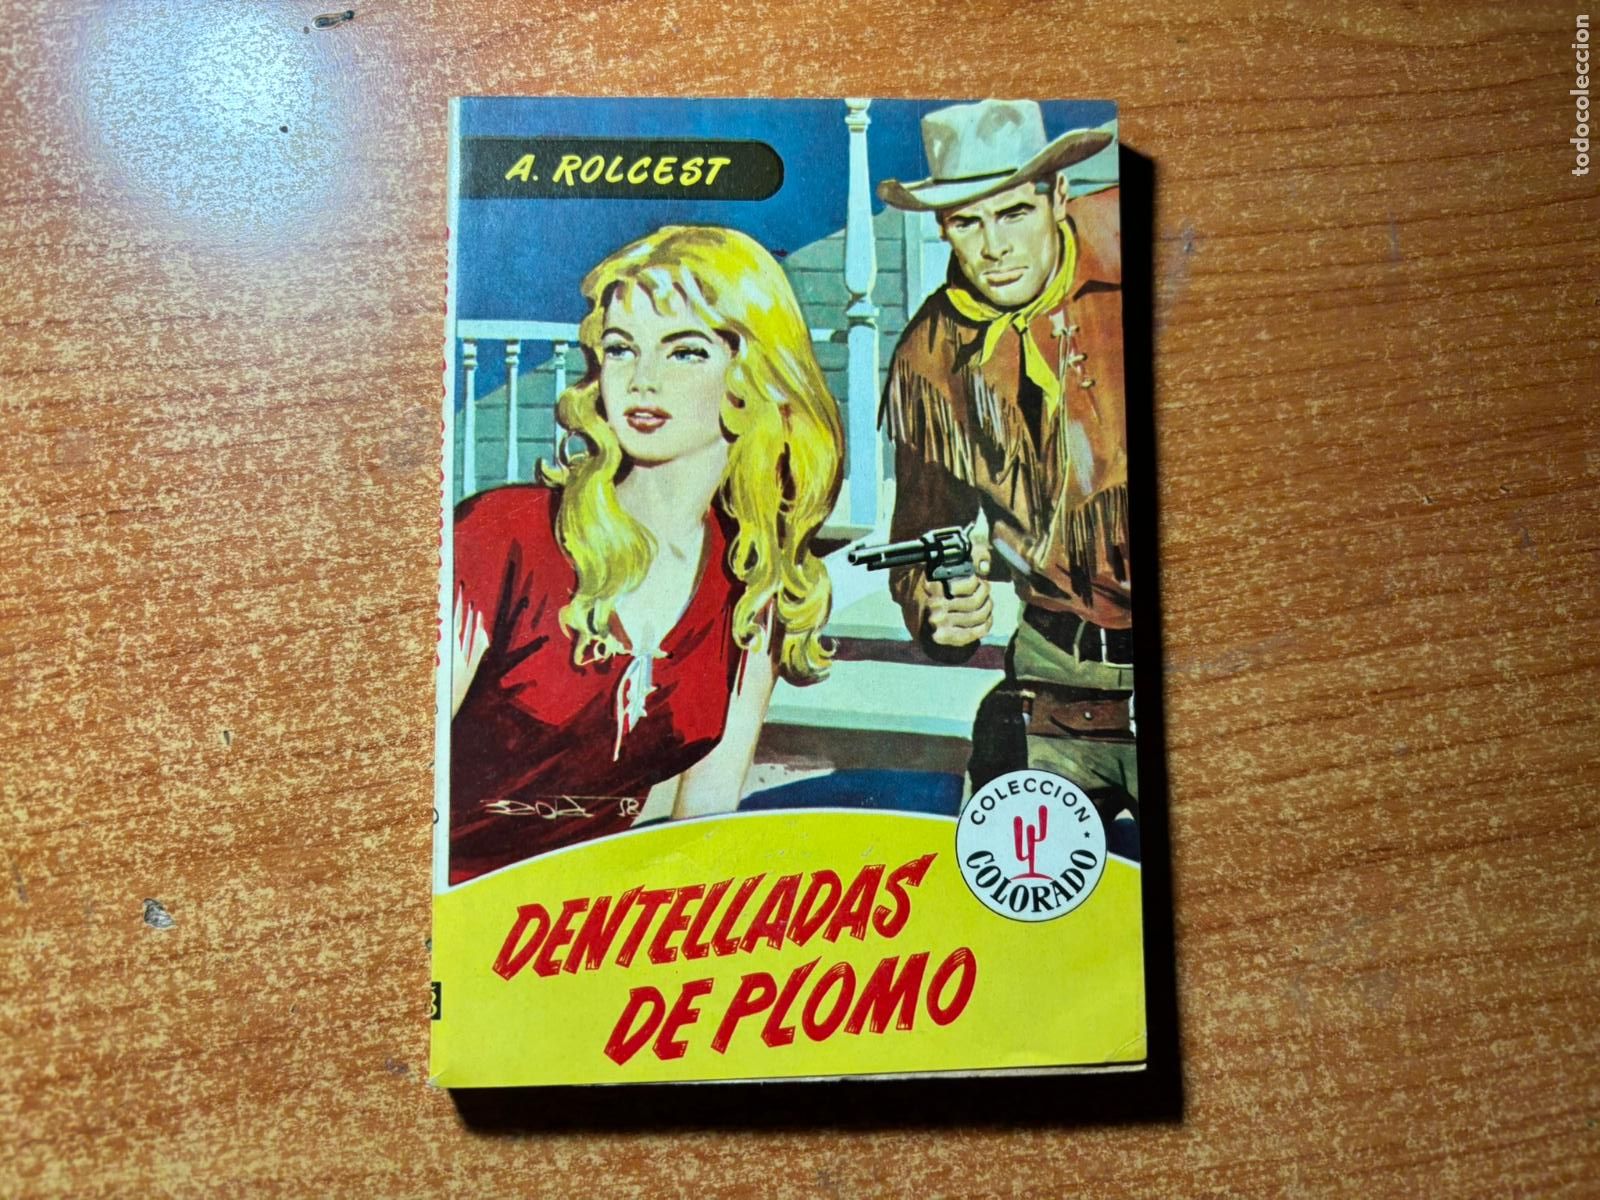 A. ROLCEST
COLECCION
COLORADO
DENTELLADAS
DE PLOMO
todocoleccion